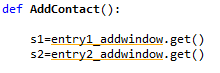 def AddContact():
s1=entry1_addwindow.get()
s2=entry2_addwindow.get()